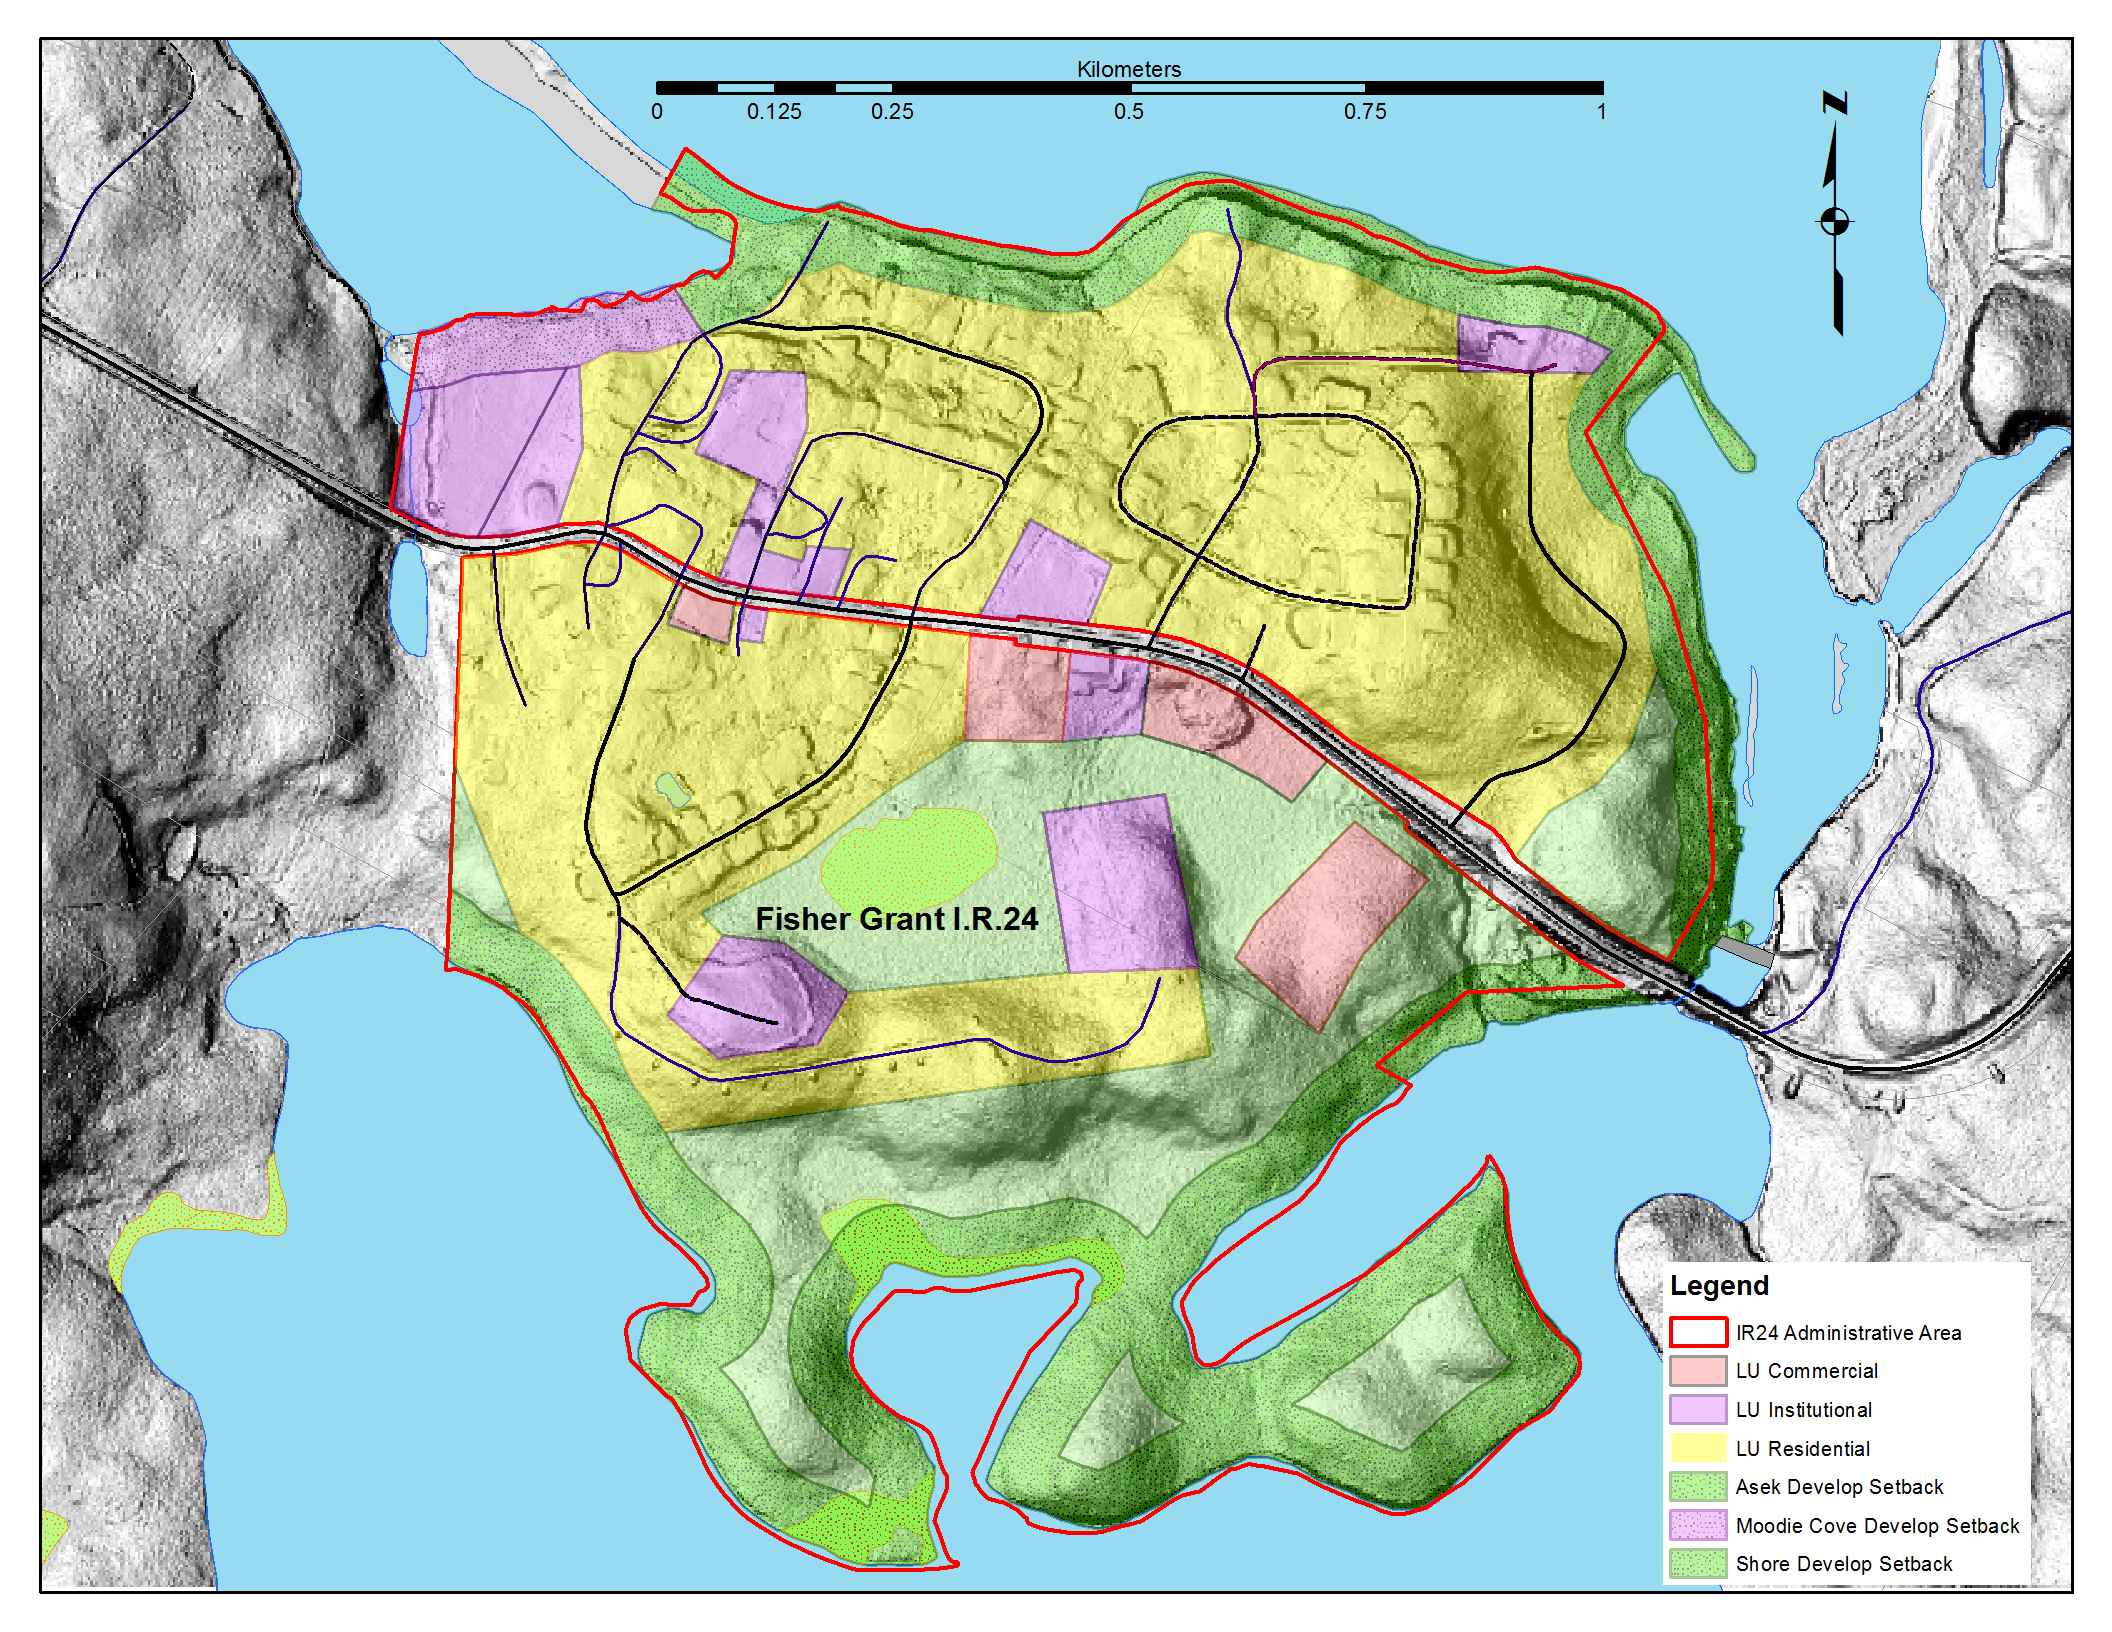 Kilometers
0 0.125 0.25 0.5 0.75 1
N
Fisher Grant I.R.24
Legend
IR24 Administrative Area
LU Commercial
LU Institutional
LU Residential
Asek Develop Setback
Moodie Cove Develop Setback
Shore Develop Setback